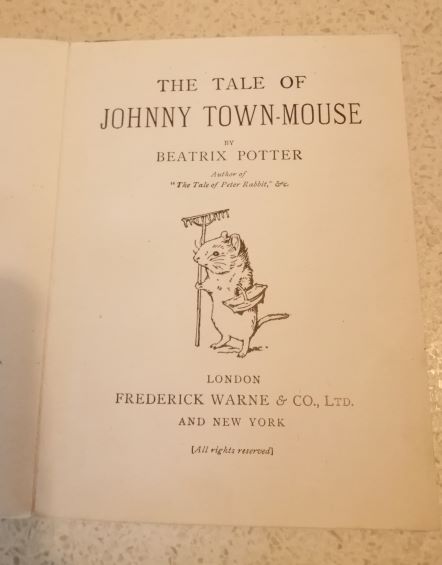 THE TALE OF
JOHNNY TOWN-MOUSE
BY
BEATRIX POTTER
Author of
"The Tale of Peter Rabbit," &c.
LONDON
FREDERICK WARNE & CO., LTD.
AND NEW YORK
[All rights reserved]